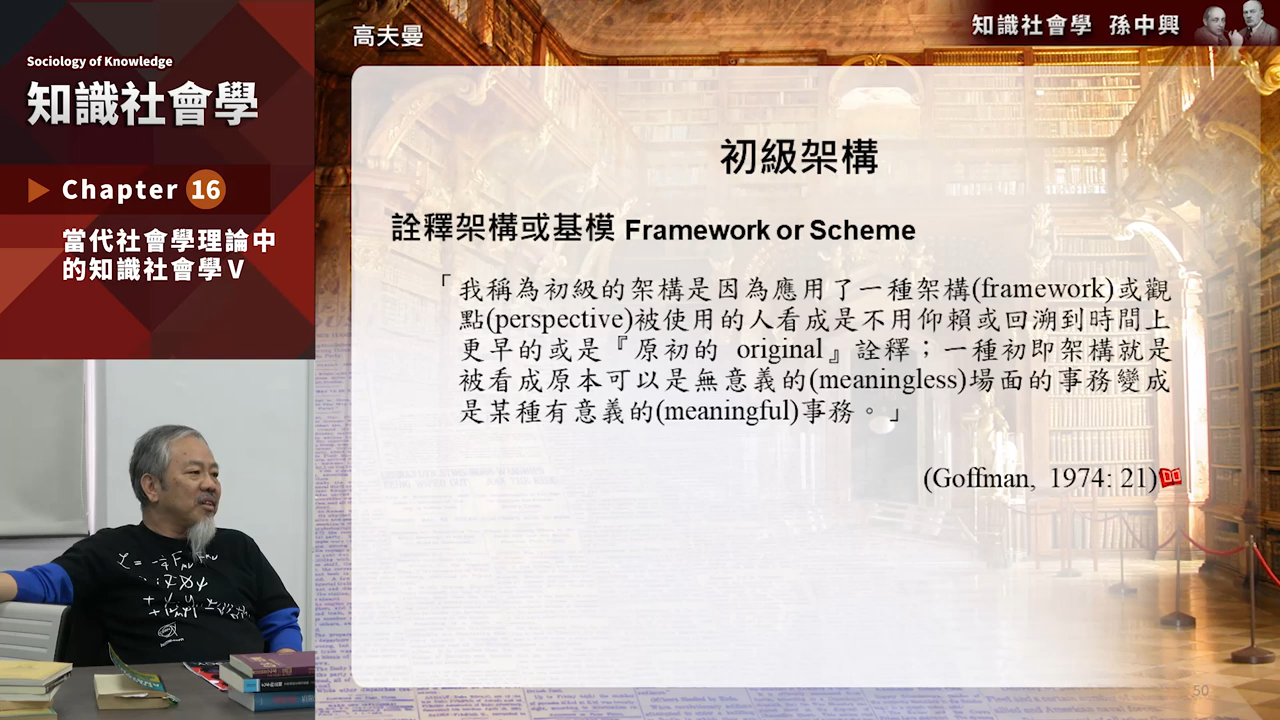 Sociology of Knowledge
知識社會學
Chapter 16
當代社會學理論中
的知識社會學 V
高夫曼
知識社會學 孫中興
初級架構
詮釋架構或基模 Framework or Scheme
「我稱為初級的架構是因為應用了一種架構(framework)或觀
點(perspective)被使用的人看成是不用仰賴或回溯到時間上
更早的或是『原初的 original』詮釋；一種初即架構就是
被看成原本可以是無意義的(meaningless)場面的事務變成
是某種有意義的(meaningful)事務。」
(Goffman, 1974: 21)
50